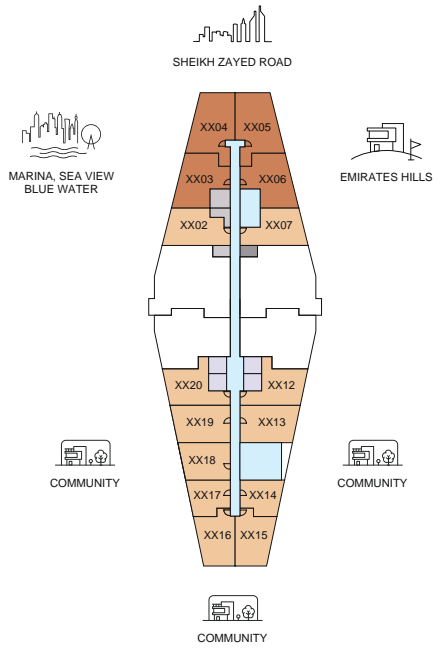 SHEIKH ZAYED ROAD
MARINA, SEA VIEW
BLUE WATER
EMIRATES HILLS
XX04 XX05
XX03 XX06
XX02 XX07
XX20 XX12
XX19 XX13
XX18
XX17 XX14
XX16 XX15
COMMUNITY COMMUNITY
COMMUNITY